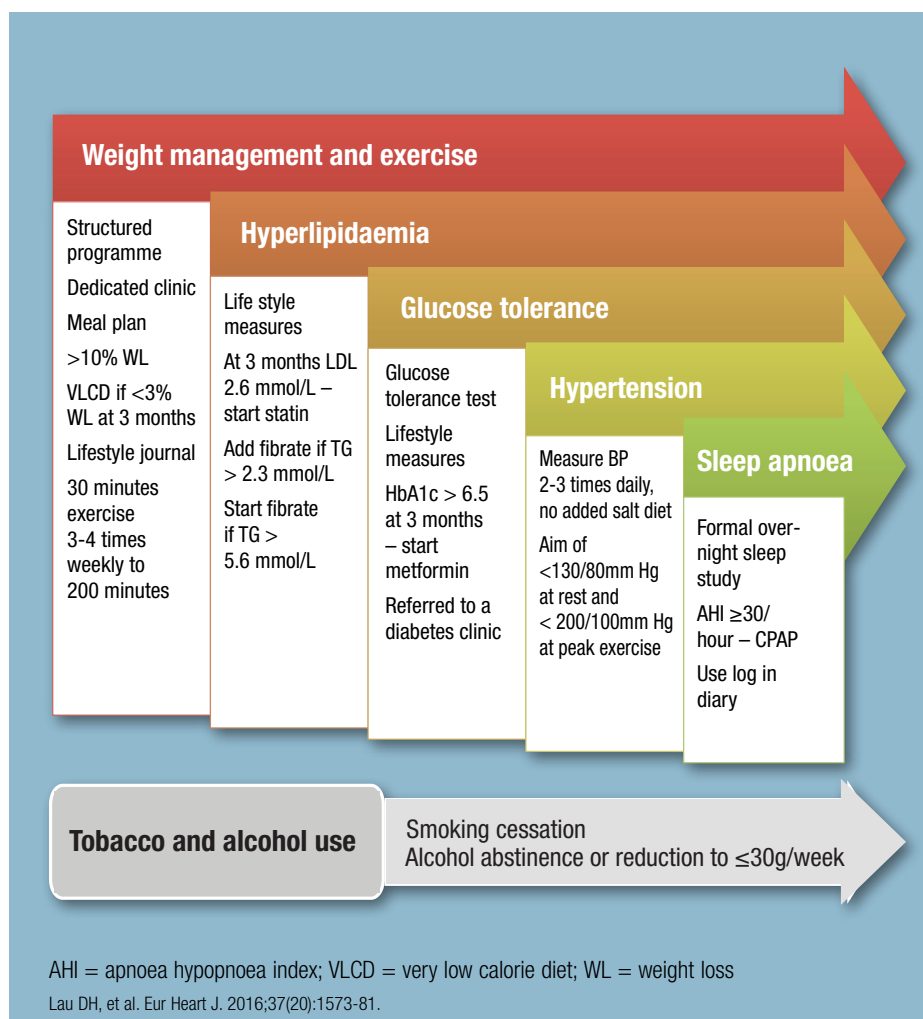 Weight management and exercise
Structured
programme
Dedicated clinic
Meal plan
>10% WL
VLCD if <3%
WL at 3 months
Lifestyle journal
30 minutes
exercise
3-4 times
weekly to
200 minutes
Hyperlipidaemia
Life style
measures
At 3 months LDL
2.6 mmol/L –
start statin
Add fibrate if TG
> 2.3 mmol/L
Start fibrate
if TG >
5.6 mmol/L
Glucose tolerance
Glucose
tolerance test
Lifestyle
measures
HbA1c > 6.5
at 3 months
– start
metformin
Referred to a
diabetes clinic
Hypertension
Measure BP
2-3 times daily,
no added salt diet
Aim of
<130/80mm Hg
at rest and
< 200/100mm Hg
at peak exercise
Sleep apnoea
Formal over-
night sleep
study
AHI ≥30/
hour – CPAP
Use log in
diary
Tobacco and alcohol use
Smoking cessation
Alcohol abstinence or reduction to ≤30g/week
AHI = apnoea hypopnoea index; VLCD = very low calorie diet; WL = weight loss
Lau DH, et al. Eur Heart J. 2016;37(20):1573-81.